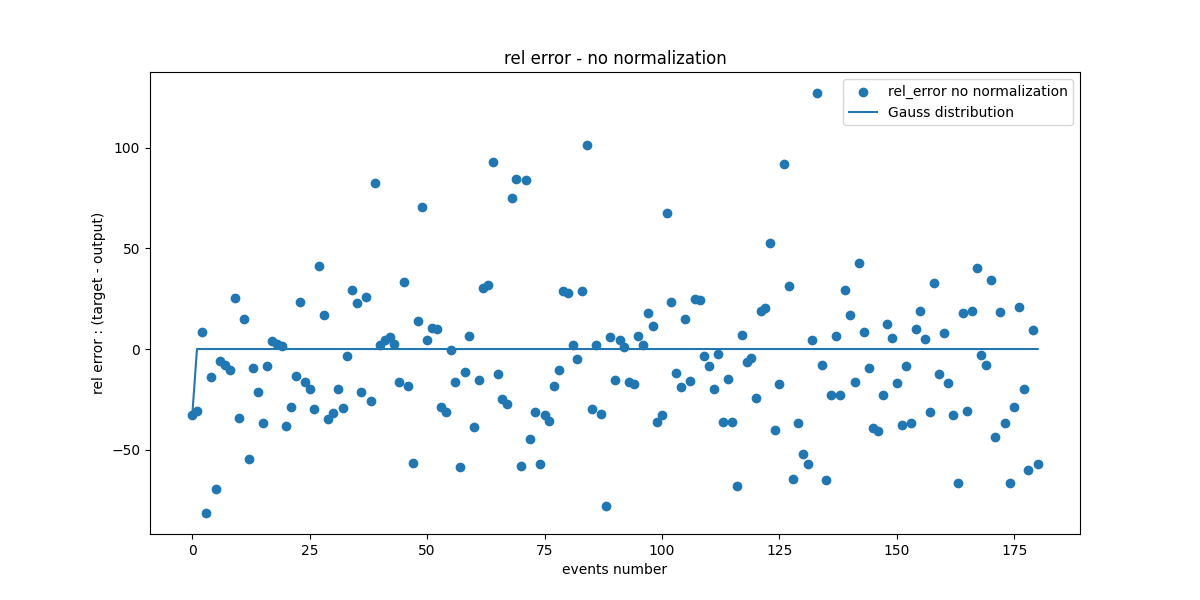 rel error - no normalization
rel_error no normalization
Gauss distribution
rel error : (target - output)
100
50
0
−50
0
25
50
75
100
125
150
175
events number